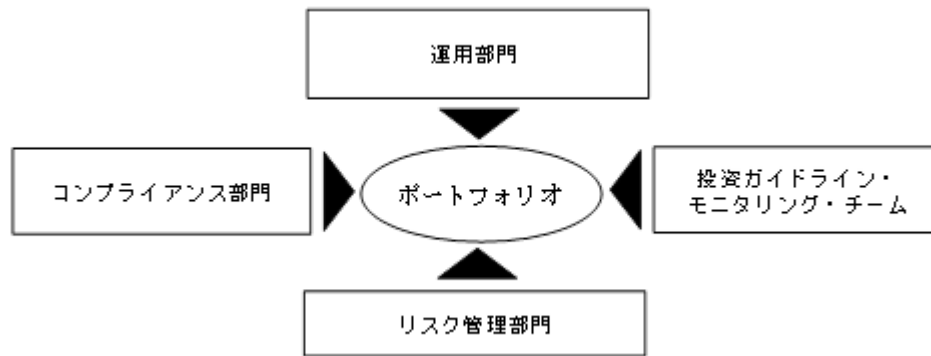 運用部門
コンプライアンス部門
ポートフォリオ
投資ガイドライン・
モニタリング・チーム
リスク管理部門